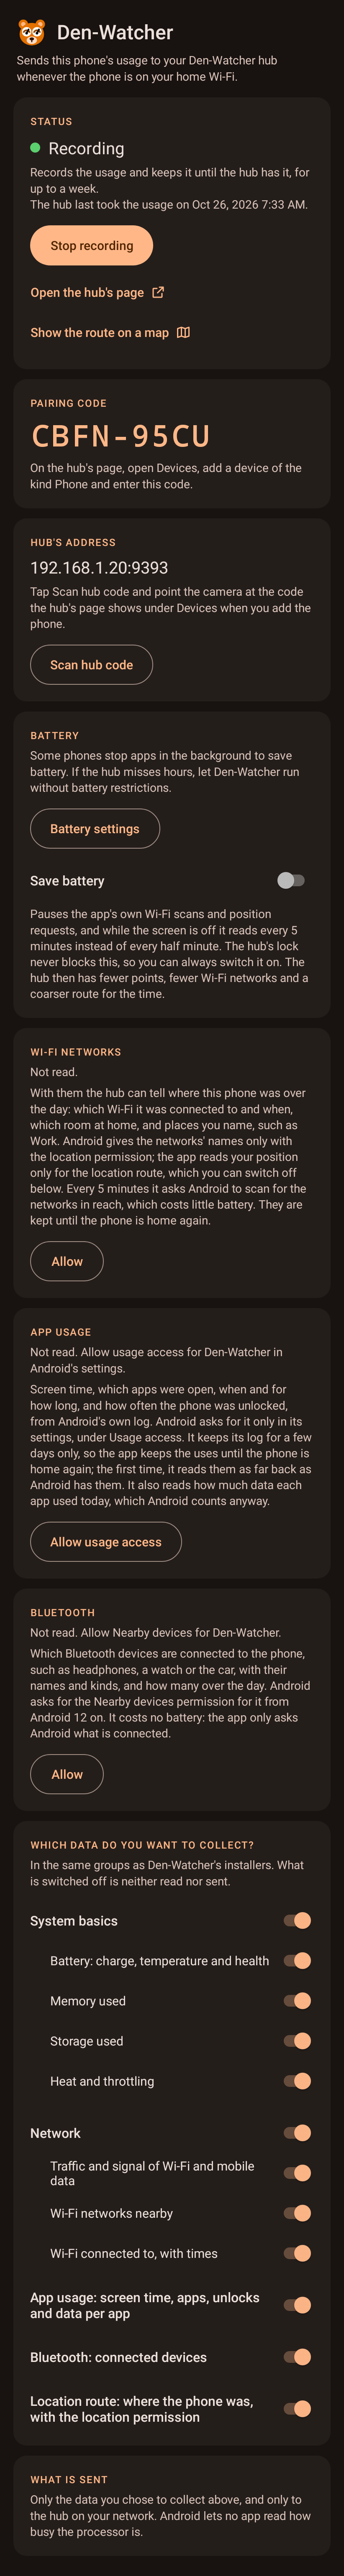 Den-Watcher
Sends this phone's usage to your Den-Watcher hub
whenever the phone is on your home Wi-Fi.
STATUS
Recording
Records the usage and keeps it until the hub has it, for
up to a week.
The hub last took the usage on Oct 26, 2026 7:33 AM.
Stop recording
Open the hub's page
Show the route on a map
PAIRING CODE
CBFN-95CU
On the hub's page, open Devices, add a device of the
kind Phone and enter this code.
HUB'S ADDRESS
192.168.1.20:9393
Tap Scan hub code and point the camera at the code
the hub's page shows under Devices when you add the
phone.
Scan hub code
BATTERY
Some phones stop apps in the background to save
battery. If the hub misses hours, let Den-Watcher run
without battery restrictions.
Battery settings
Save battery
Pauses the app's own Wi-Fi scans and position
requests, and while the screen is off it reads every 5
minutes instead of every half minute. The hub's lock
never blocks this, so you can always switch it on. The
hub then has fewer points, fewer Wi-Fi networks and a
coarser route for the time.
WI-FI NETWORKS
Not read.
With them the hub can tell where this phone was over
the day: which Wi-Fi it was connected to and when,
which room at home, and places you name, such as
Work. Android gives the networks' names only with
the location permission; the app reads your position
only for the location route, which you can switch off
below. Every 5 minutes it asks Android to scan for the
networks in reach, which costs little battery. They are
kept until the phone is home again.
Allow
APP USAGE
Not read. Allow usage access for Den-Watcher in
Android's settings.
Screen time, which apps were open, when and for
how long, and how often the phone was unlocked,
from Android's own log. Android asks for it only in its
settings, under Usage access. It keeps its log for a few
days only, so the app keeps the uses until the phone is
home again; the first time, it reads them as far back as
Android has them. It also reads how much data each
app used today, which Android counts anyway.
Allow usage access
BLUETOOTH
Not read. Allow Nearby devices for Den-Watcher.
Which Bluetooth devices are connected to the phone,
such as headphones, a watch or the car, with their
names and kinds, and how many over the day. Android
asks for the Nearby devices permission for it from
Android 12 on. It costs no battery: the app only asks
Android what is connected.
Allow
WHICH DATA DO YOU WANT TO COLLECT?
In the same groups as Den-Watcher's installers. What
is switched off is neither read nor sent.
System basics
Battery: charge, temperature and health
Memory used
Storage used
Heat and throttling
Network
Traffic and signal of Wi-Fi and mobile
data
Wi-Fi networks nearby
Wi-Fi connected to, with times
App usage: screen time, apps, unlocks
and data per app
Bluetooth: connected devices
Location route: where the phone was,
with the location permission
WHAT IS SENT
Only the data you chose to collect above, and only to
the hub on your network. Android lets no app read how
busy the processor is.